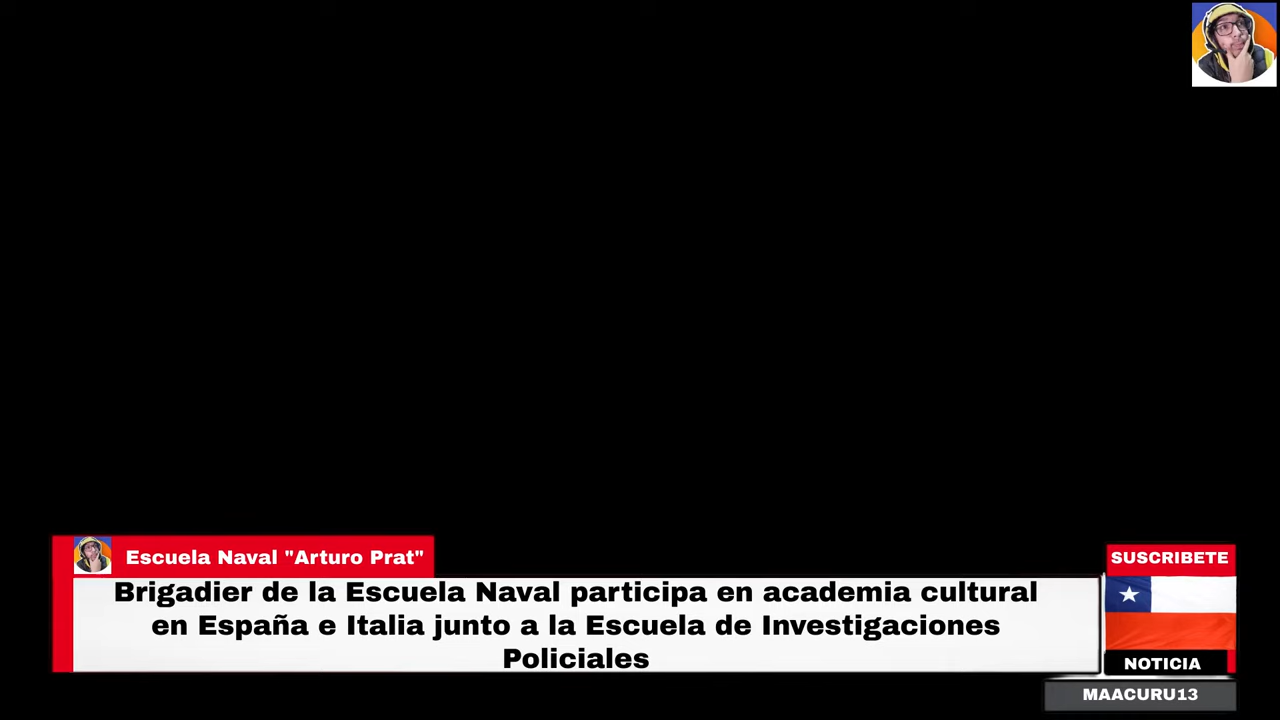 Escuela Naval "Arturo Prat"
Brigadier de la Escuela Naval participa en academia cultural
en España e Italia junto a la Escuela de Investigaciones
Policiales
SUSCRIBETE
NOTICIA
MAACURU13